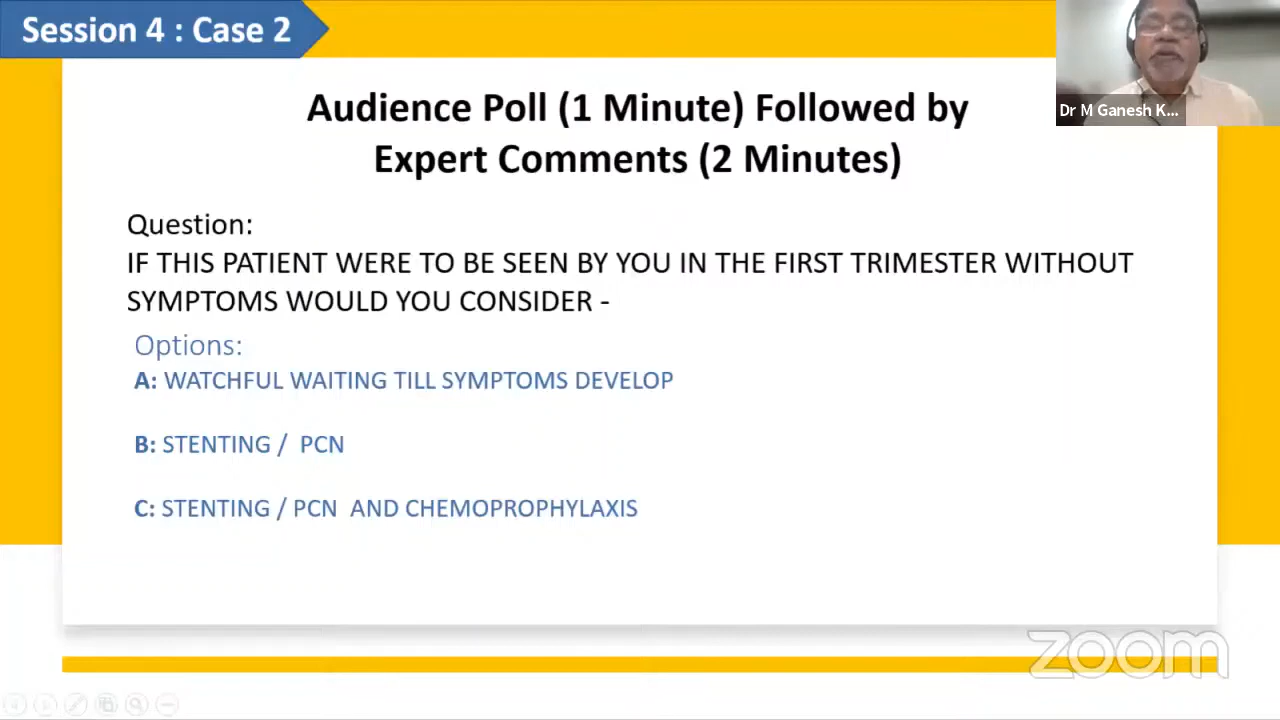 Session 4 : Case 2
Dr M Ganesh K...
Audience Poll (1 Minute) Followed by
Expert Comments (2 Minutes)
Question:
IF THIS PATIENT WERE TO BE SEEN BY YOU IN THE FIRST TRIMESTER WITHOUT
SYMPTOMS WOULD YOU CONSIDER -
Options:
A: WATCHFUL WAITING TILL SYMPTOMS DEVELOP
B: STENTING / PCN
C: STENTING / PCN AND CHEMOPROPHYLAXIS
zoom